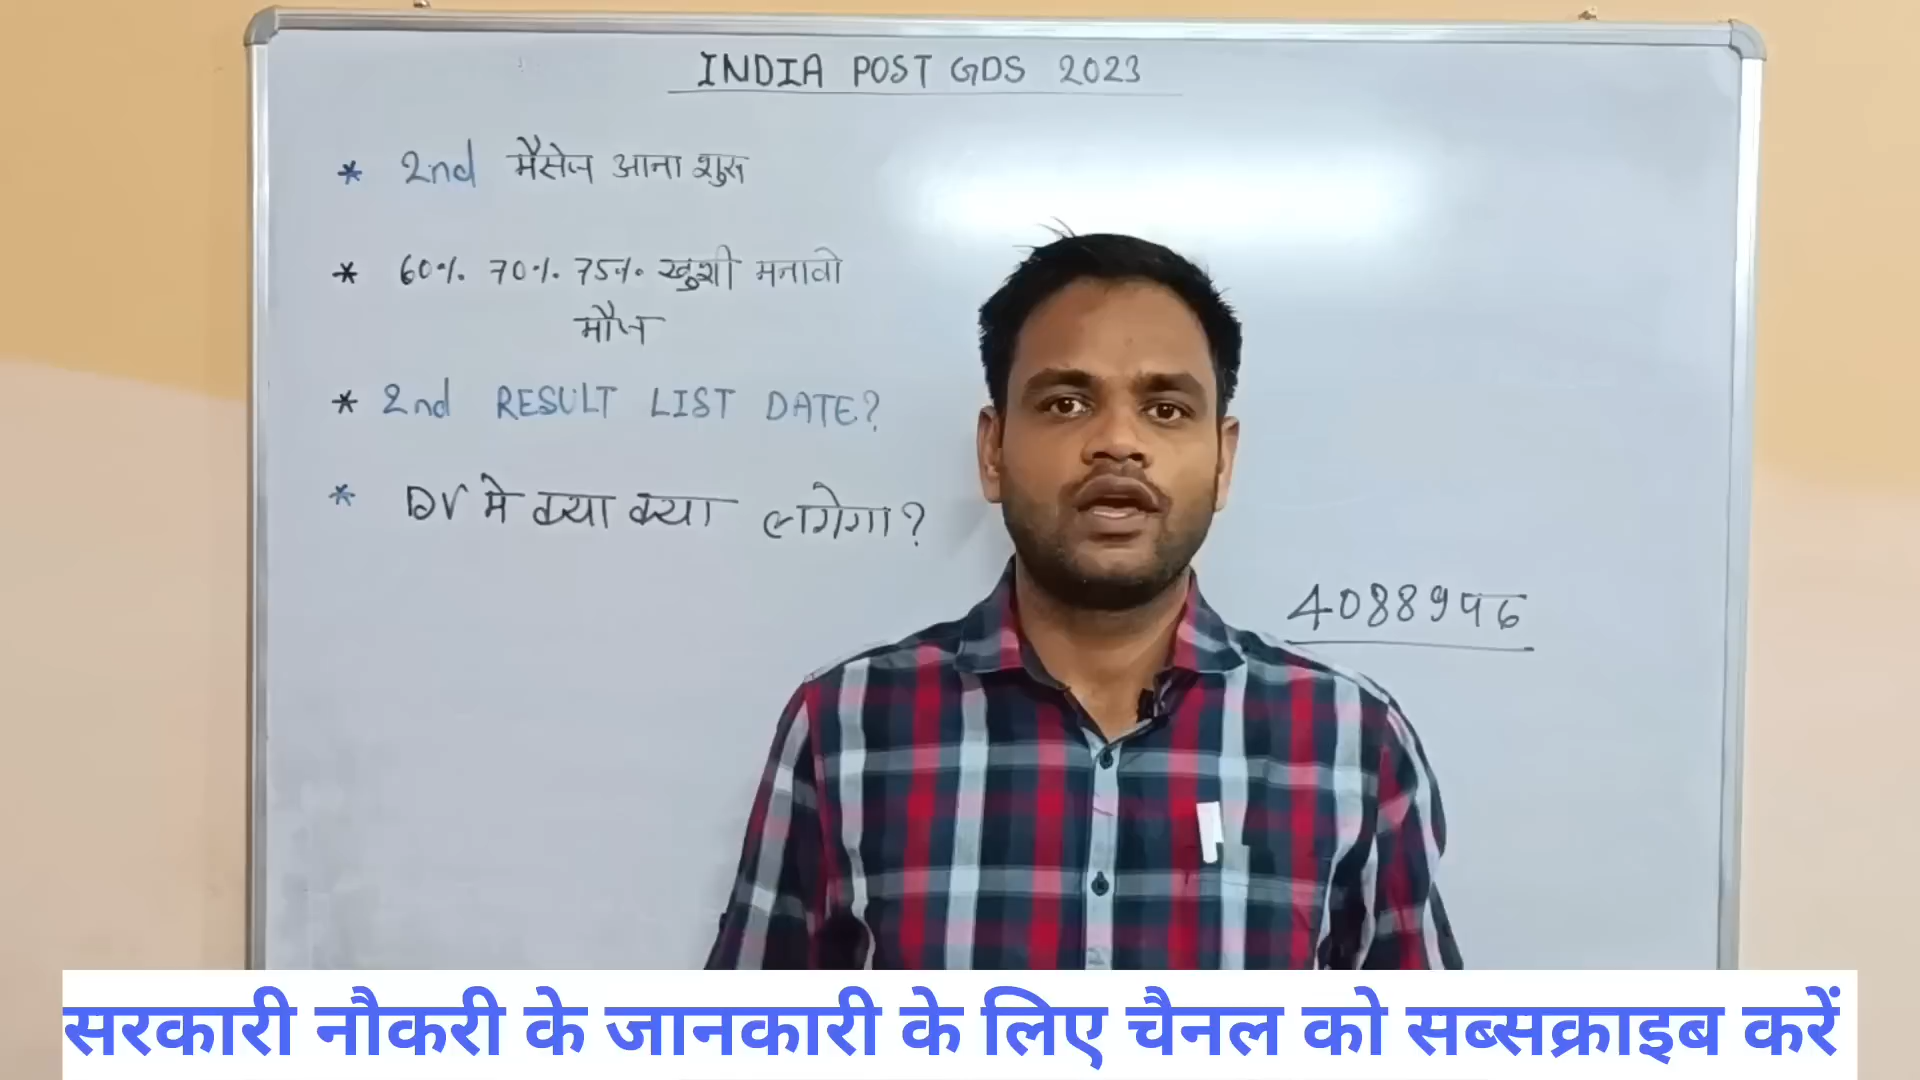 INDIA POST GDS 2023
* 2nd मैसेज आना शुरु
* 60% 70% 75% खुशी मनावो
मौज
* 2nd RESULT LIST DATE?
* DV मे क्या क्या लगेगा?
4088996
सरकारी नौकरी के जानकारी के लिए चैनल को सब्सक्राइब करें